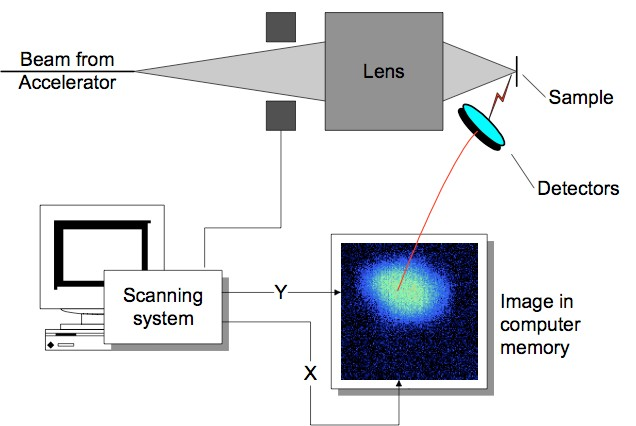 Beam from
Accelerator
Lens
Sample
Detectors
Scanning
system
Y
X
Image in
computer
memory